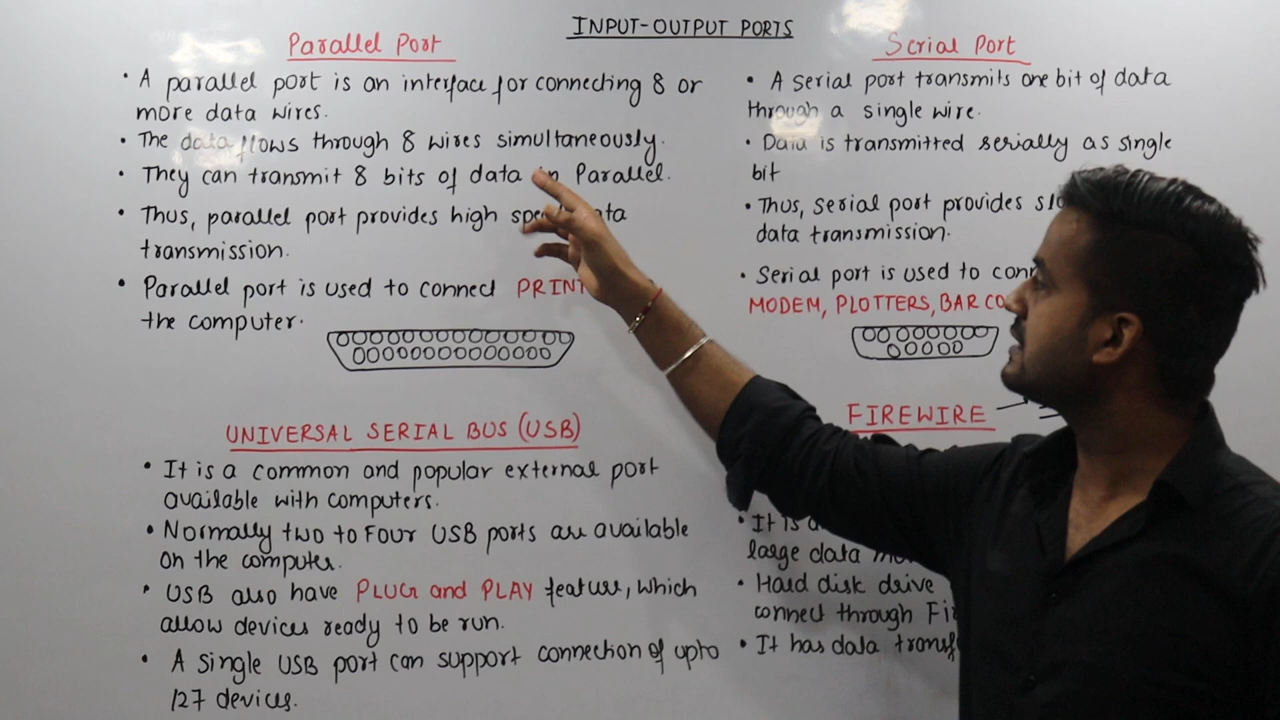 INPUT-OUTPUT PORTS
Parallel Port
• A parallel port is an interface for connecting 8 or
more data wires.
• The data flows through 8 wires simultaneously.
• They can transmit 8 bits of data in Parallel.
• Thus, parallel port provides high
transmission.
• Parallel port is used to connect
the computer.
Serial Port
• A serial port transmits one bit of data
through a single wire.
• Data is transmitted serially as single
bit
• Thus, serial port provides
data transmission.
• Serial port is used to
MODEM, PLOTTERS, BAR
UNIVERSAL SERIAL BUS (USB)
• It is a common and popular external port
available with computers.
• Normally two to Four USB ports are available
on the computer.
• USB also have PLUG and PLAY feature, which
allow devices ready to be run.
• A single USB port can support connection of upto
127 devices.
FIREWIRE
• It is
large data
• Hard disk drive
connect through
• It has data